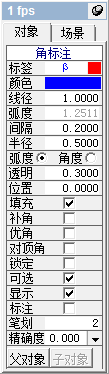 1 fps
对象 场景
角标注
标签 β
颜色
线径 1.0000
弧度 1.2511
间隔 0.2000
半径 0.5000
弧度 角度
透明 0.3000
位置 0.0000
填充
补角
优角
对顶角
锁定
可选
显示
标注
笔划 2
精确度 0.000
父对象 子对象